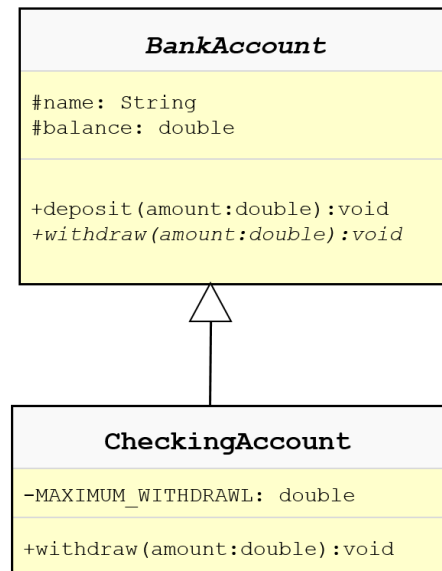 BankAccount
#name: String
#balance: double
+deposit(amount:double):void
+withdraw(amount:double):void
CheckingAccount
-MAXIMUM_WITHDRAWL: double
+withdraw(amount:double):void